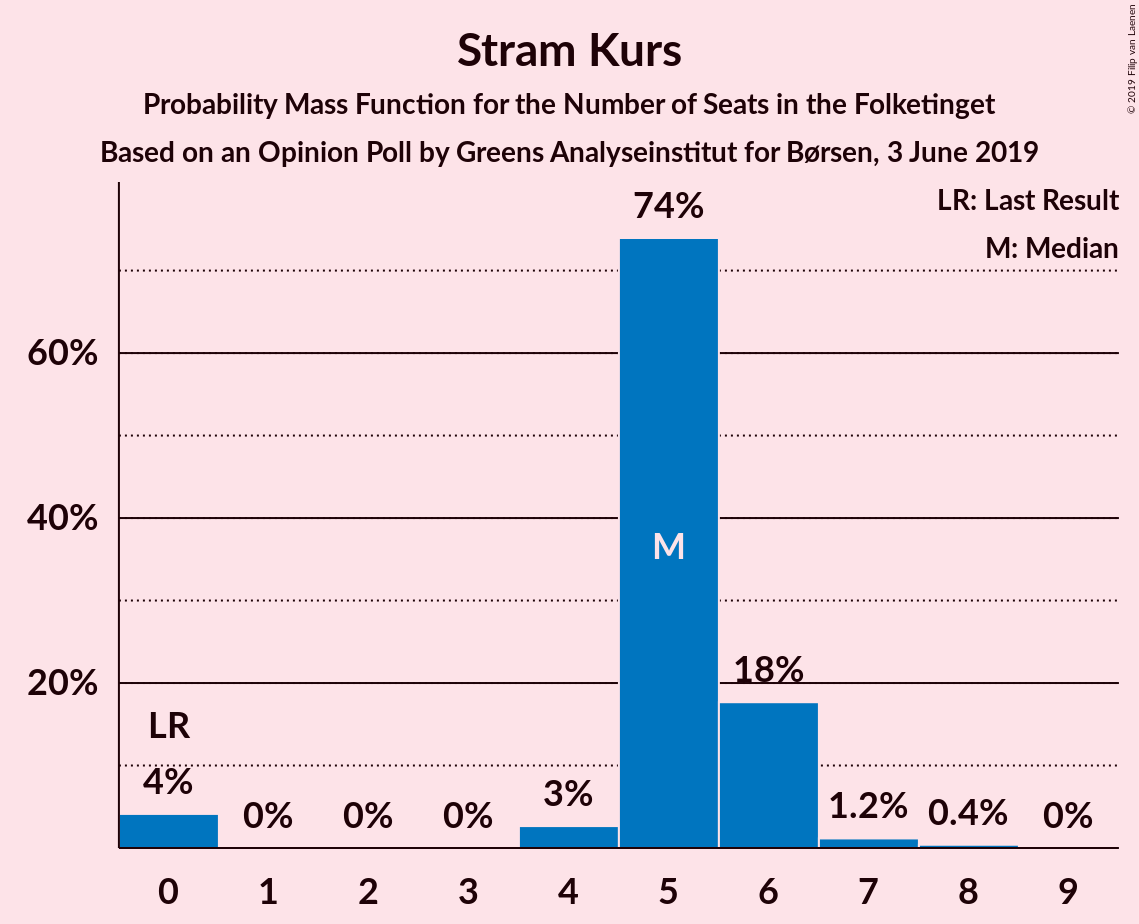 Stram Kurs
Probability Mass Function for the Number of Seats in the Folketinget
Based on an Opinion Poll by Greens Analyseinstitut for Børsen, 3 June 2019
© 2019 Filip van Laenen
LR: Last Result
M: Median
74%
60%
40%
M
20%
18%
LR
4%
0%
0%
0%
3%
1.2%
0.4%
0%
0 1 2 3 4 5 6 7 8 9